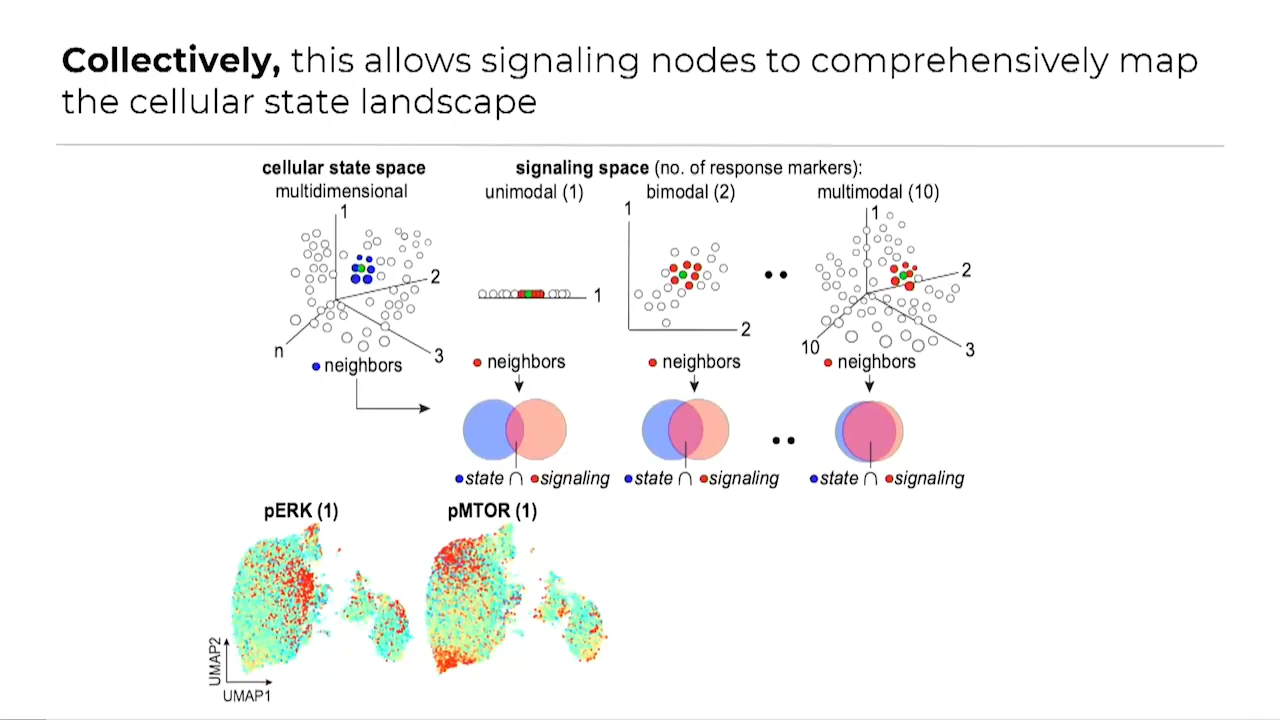 Collectively, this allows signaling nodes to comprehensively map
the cellular state landscape
cellular state space
multidimensional
1
2
3
n
neighbors
signaling space (no. of response markers):
unimodal (1)
bimodal (2)
multimodal (10)
1
1
2
1
2
3
10
neighbors
neighbors
neighbors
state ∩ signaling
state ∩ signaling
state ∩ signaling
pERK (1)
pMTOR (1)
UMAP2
UMAP1